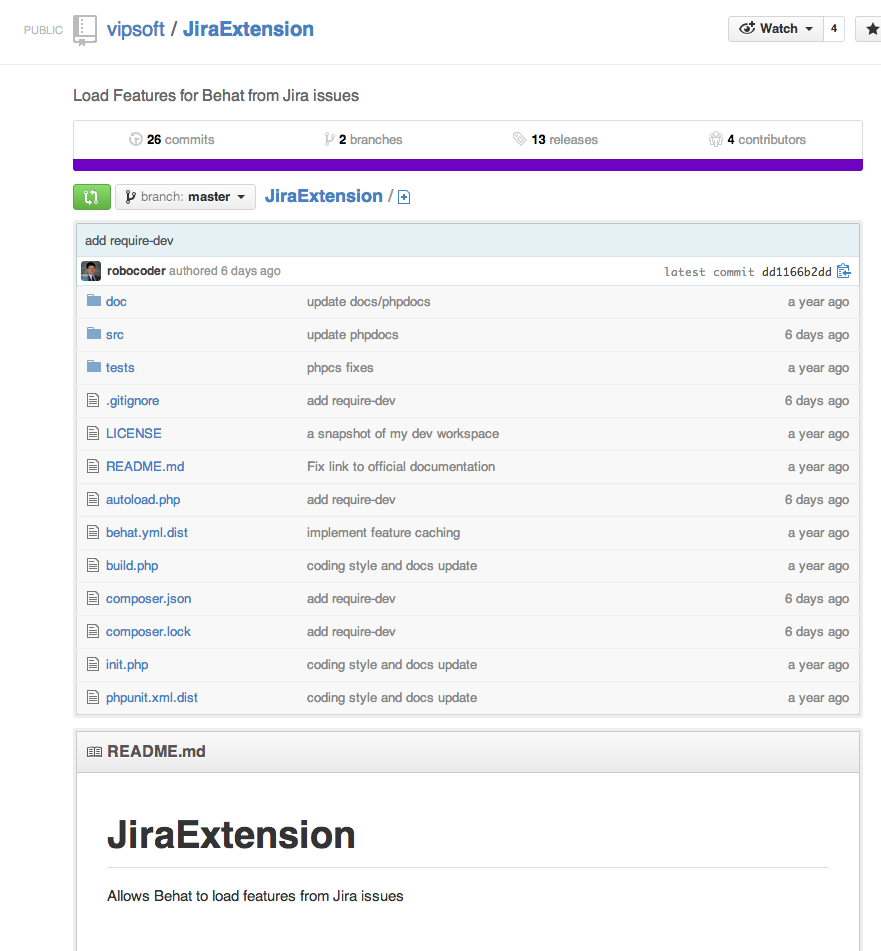 PUBLIC vipsoft / JiraExtension Watch 4
Load Features for Behat from Jira issues
26 commits 2 branches 13 releases 4 contributors
branch: master JiraExtension /
add require-dev
robocoder authored 6 days ago latest commit dd1166b2dd
doc update docs/phpdocs a year ago
src update phpdocs 6 days ago
tests phpcs fixes a year ago
.gitignore add require-dev 6 days ago
LICENSE a snapshot of my dev workspace a year ago
README.md Fix link to official documentation a year ago
autoload.php add require-dev 6 days ago
behat.yml.dist implement feature caching a year ago
build.php coding style and docs update a year ago
composer.json add require-dev 6 days ago
composer.lock add require-dev 6 days ago
init.php coding style and docs update a year ago
phpunit.xml.dist coding style and docs update a year ago
README.md
JiraExtension
Allows Behat to load features from Jira issues